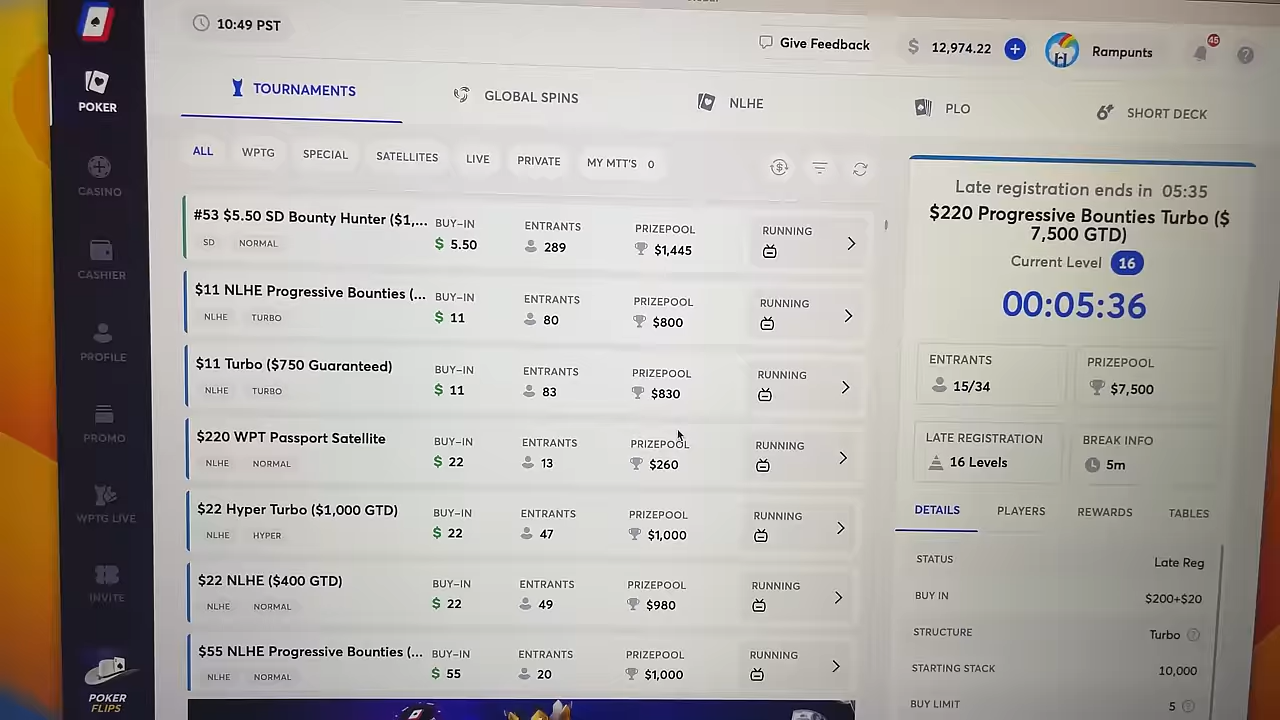 10:49 PST
Give Feedback
$ 12,974.22
Rampunts
45
?
POKER
CASINO
CASHIER
PROFILE
PROMO
WPTG LIVE
INVITE
POKER
FLIPS
TOURNAMENTS
GLOBAL SPINS
NLHE
PLO
6+
SHORT DECK
ALL
WPTG
SPECIAL
SATELLITES
LIVE
PRIVATE
MY MTT'S 0
#53 $5.50 SD Bounty Hunter ($1,...
SD NORMAL
BUY-IN
$ 5.50
ENTRANTS
289
PRIZEPOOL
$1,445
RUNNING
$11 NLHE Progressive Bounties (...
NLHE TURBO
BUY-IN
$ 11
ENTRANTS
80
PRIZEPOOL
$800
RUNNING
$11 Turbo ($750 Guaranteed)
NLHE TURBO
BUY-IN
$ 11
ENTRANTS
83
PRIZEPOOL
$830
RUNNING
$220 WPT Passport Satellite
NLHE NORMAL
BUY-IN
$ 22
ENTRANTS
13
PRIZEPOOL
$260
RUNNING
$22 Hyper Turbo ($1,000 GTD)
NLHE HYPER
BUY-IN
$ 22
ENTRANTS
47
PRIZEPOOL
$1,000
RUNNING
$22 NLHE ($400 GTD)
NLHE NORMAL
BUY-IN
$ 22
ENTRANTS
49
PRIZEPOOL
$980
RUNNING
$55 NLHE Progressive Bounties (...
NLHE NORMAL
BUY-IN
$ 55
ENTRANTS
20
PRIZEPOOL
$1,000
RUNNING
Late registration ends in 05:35
$220 Progressive Bounties Turbo ($
7,500 GTD)
Current Level 16
00:05:36
ENTRANTS
15/34
PRIZEPOOL
$7,500
LATE REGISTRATION
16 Levels
BREAK INFO
5m
DETAILS
PLAYERS
REWARDS
TABLES
STATUS
Late Reg
BUY IN
$200+$20
STRUCTURE
Turbo ?
STARTING STACK
10,000
BUY LIMIT
5 ?